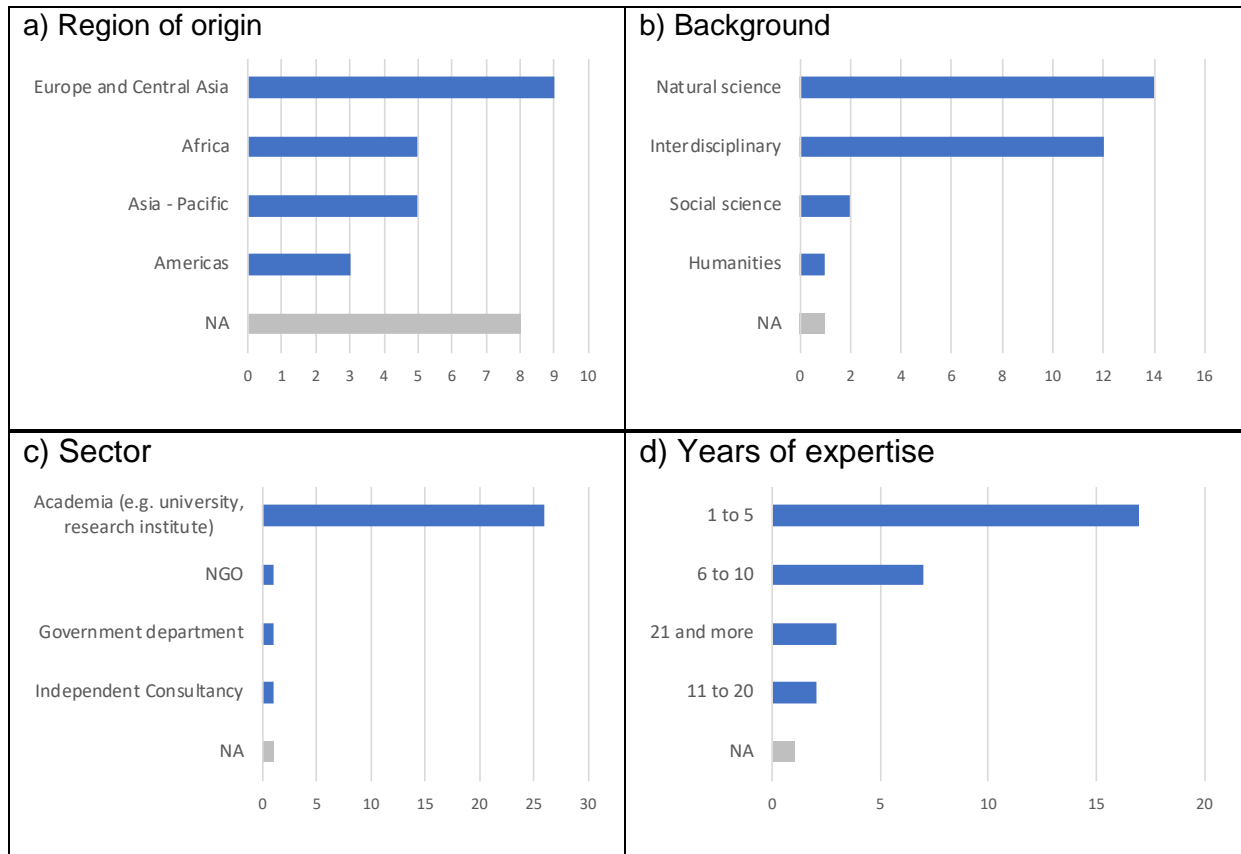 a) Region of origin
Europe and Central Asia
Africa
Asia - Pacific
Americas
NA
0 1 2 3 4 5 6 7 8 9 10
b) Background
Natural science
Interdisciplinary
Social science
Humanities
NA
0 2 4 6 8 10 12 14 16
c) Sector
Academia (e.g. university,
research institute)
NGO
Government department
Independent Consultancy
NA
0 5 10 15 20 25 30
d) Years of expertise
1 to 5
6 to 10
21 and more
11 to 20
NA
0 5 10 15 20